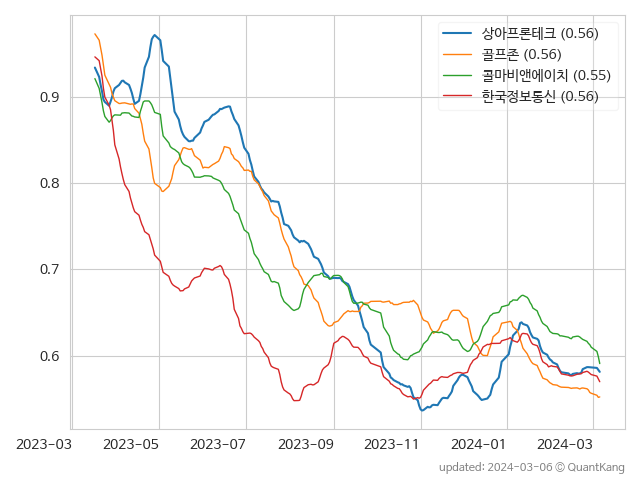 상아프론테크 (0.56)
골프존 (0.56)
콜마비앤에이치 (0.55)
한국정보통신 (0.56)
0.9
0.8
0.7
0.6
2023-03 2023-05 2023-07 2023-09 2023-11 2024-01 2024-03
updated: 2024-03-06 © QuantKang